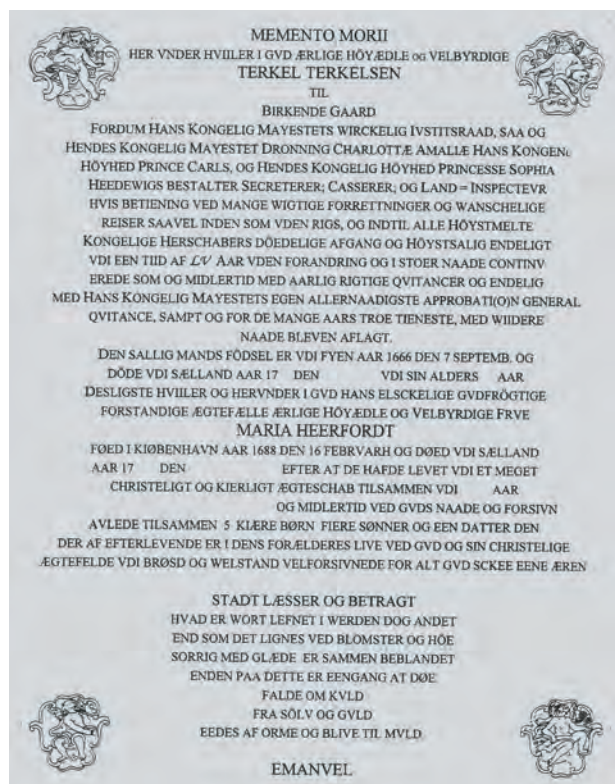 MEMENTO MORII
HER VNDER HVIILER I GVD ÆRLIGE HÖYÆDLE OG VELBYRDIGE
TERKEL TERKELSEN
TIL
BIRKENDE GAARD
FORDUM HANS KONGELIG MAYESTETS WIRCKELIG IVSTITSRAAD, SAA OG
HENDES KONGELIG MAYESTET DRONNING CHARLOTTÆ AMALLÆ HANS KONGENS
HÖYHED PRINCE CARLS, OG HENDES KONGELIG HÖYHED PRINCESSE SOPHIA
HEEDEWIGS BESTALTER SECRETERER; CASSERER, OG LAND = INSPECTEVR
HVIS BETIENING VED MANGE WIGTIGE FORRETTNINGER OG WANSCHELIGE
REISER SAAVEL INDEN SOM VDEN RIGS, OG INDTIL ALLE HÖYSTMELTE
KONGELIGE HERSCHABERS DÖEDELIGE AFGANG OG HÖYSTSALIG ENDELIGT
VDI EEN TIID AF LV AAR VDEN FORANDRING OG I STOER NAADE CONTINV
EREDE SOM OG MIDLERTID MED AARLIG RIGTIGE QVITANCER OG ENDELIG
MED HANS KONGELIG MAYESTETS EGEN ALLERNAADIGSTE APPROBATI(O)N GENERAL
QVITANCE, SAMPT OG FOR DE MANGE AARS TROE TIENESTE, MED WIIDERE
NAADE BLEVEN AFLAGT.
DEN SALLIG MANDS FÖDSEL ER VDI FYEN AAR 1666 DEN 7 SEPTEMB. OG
DÖDE VDI SÆLLAND AAR 17 DEN VDI SIN ALDERS AAR
DESLIGSTE HVIILER OG HERVNDER I GVD HANS ELSCKELIGE GVDFRÖGTIGE
FORSTANDIGE ÆGTEFÆLLE ÆRLIGE HÖYÆDLE OG VELBYRDIGE FRVE
MARIA HEERFORDT
FØED I KIØBENHAVN AAR 1688 DEN 16 FEBRVARH OG DØED VDI SÆLLAND
AAR 17 DEN EFTER AT DE HAFDE LEVET VDI ET MEGET
CHRISTELIGT OG KIERLIGT ÆGTESCHAB TILSAMMEN VDI AAR
OG MIDLERTID VED GVDS NAADE OG FORSIVN
AVLEDE TILSAMMEN 5 KIÆRE BØRN FIERE SØNNER OG EEN DATTER DEN
DER AF EFTERLEVENDE ER I DENS FORÆLDERES LIVE VED GVD OG SIN CHRISTELIGE
ÆGTEFELDE VDI BRØSD OG WELSTAND VELFORSIVNEDE FOR ALT GVD SCKEE EENE ÆREN
STADT LÆSSER OG BETRAGT
HVAD ER WORT LEFNET I WERDEN DOG ANDET
END SOM DET LIGNES VED BLOMSTER OG HÖE
SORRIG MED GLÆDE ER SAMMEN BEBLANDET
ENDEN PAA DETTE ER EENGANG AT DØE
FALDE OM KVLD
FRA SÖLV OG GVLD
EEDES AF ORME OG BLIVE TIL MVLD
EMANVEL